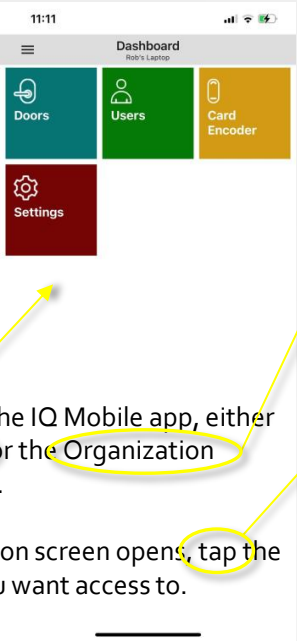 11:11
Dashboard
Rob's Laptop
Doors
Users
Card
Encoder
Settings
he IQ Mobile app, either
or the Organization
.
on screen opens, tap the
u want access to.